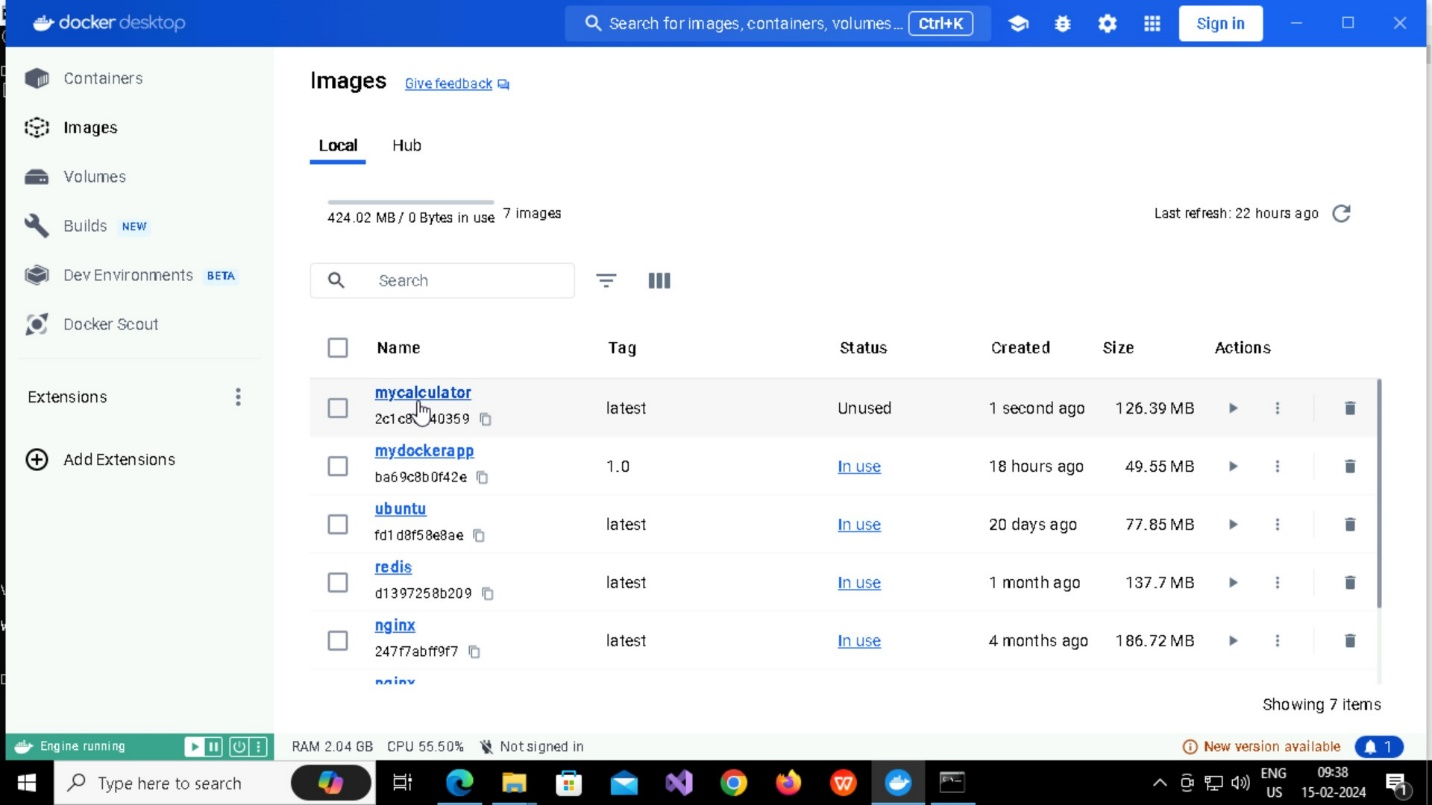 docker desktop
Search for images, containers, volumes... Ctrl+K
Sign in
Containers
Images
Volumes
Builds NEW
Dev Environments BETA
Docker Scout
Extensions
Add Extensions
Images Give feedback
Local Hub
424.02 MB / 0 Bytes in use 7 images
Last refresh: 22 hours ago
Search
Name Tag Status Created Size Actions
mycalculator
latest Unused 1 second ago 126.39 MB
mydockerapp
ba69c8b0f42e
1.0 In use 18 hours ago 49.55 MB
ubuntu
fd1d8f58e8ae
latest In use 20 days ago 77.85 MB
redis
d1397258b209
latest In use 1 month ago 137.7 MB
nginx
247f7abff9f7
latest In use 4 months ago 186.72 MB
nginx
Showing 7 items
Engine running
RAM 2.04 GB CPU 55.50% Not signed in
New version available 1
Type here to search
ENG
US
09:38
15-02-2024
1